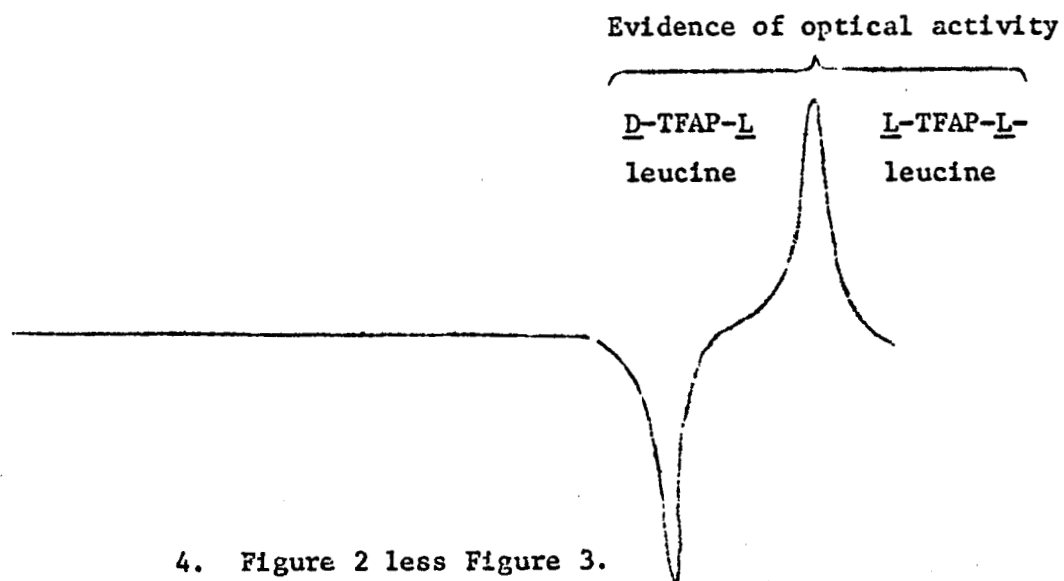 Evidence of optical activity
D-TFAP-L L-TFAP-L-
leucine leucine
4. Figure 2 less Figure 3.